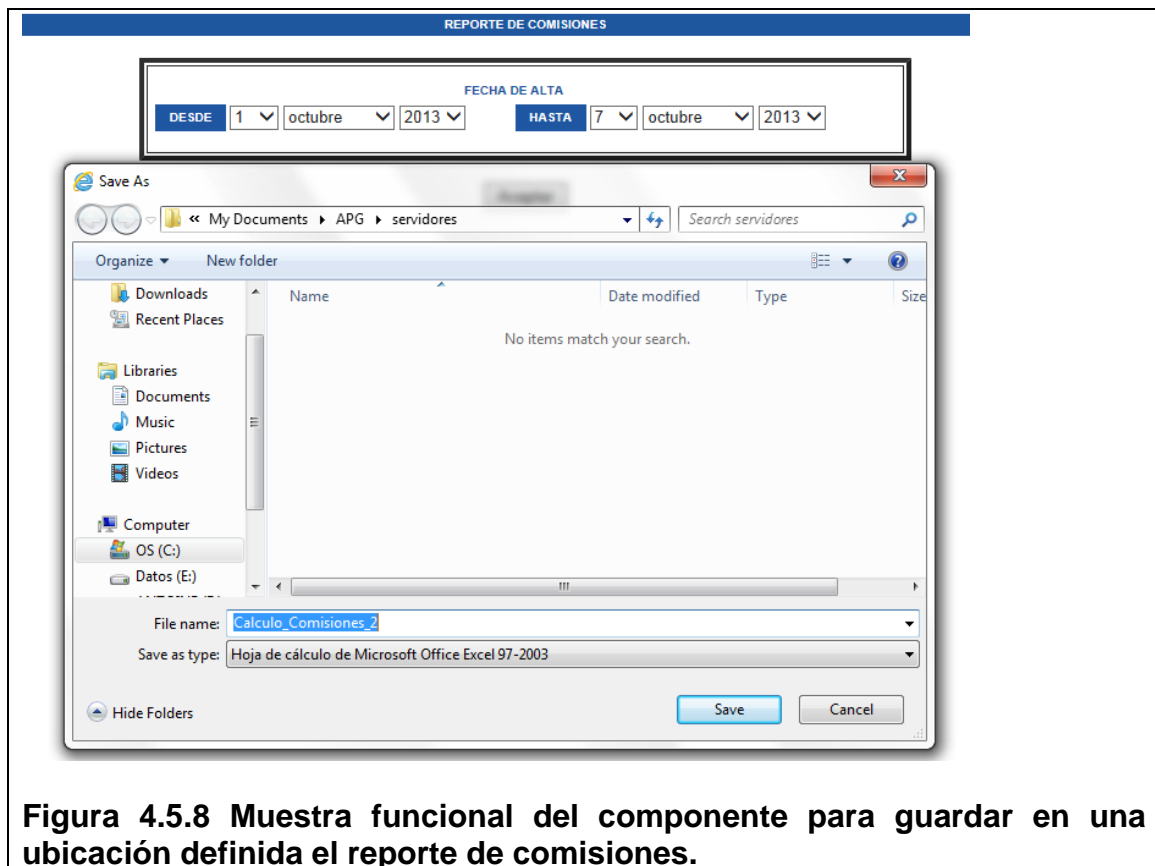 REPORTE DE COMISIONES
FECHA DE ALTA
DESDE 1 octubre 2013 HASTA 7 octubre 2013
Save As
Aceptar
« My Documents APG servidores Search servidores
Organize New folder
Downloads Name Date modified Type Size
Recent Places
No items match your search.
Libraries
Documents
Music
Pictures
Videos
Computer
OS (C:)
Datos (E:)
File name: Calculo_Comisiones_2
Save as type: Hoja de cálculo de Microsoft Office Excel 97-2003
Hide Folders Save Cancel
Figura 4.5.8 Muestra funcional del componente para guardar en una
ubicación definida el reporte de comisiones.